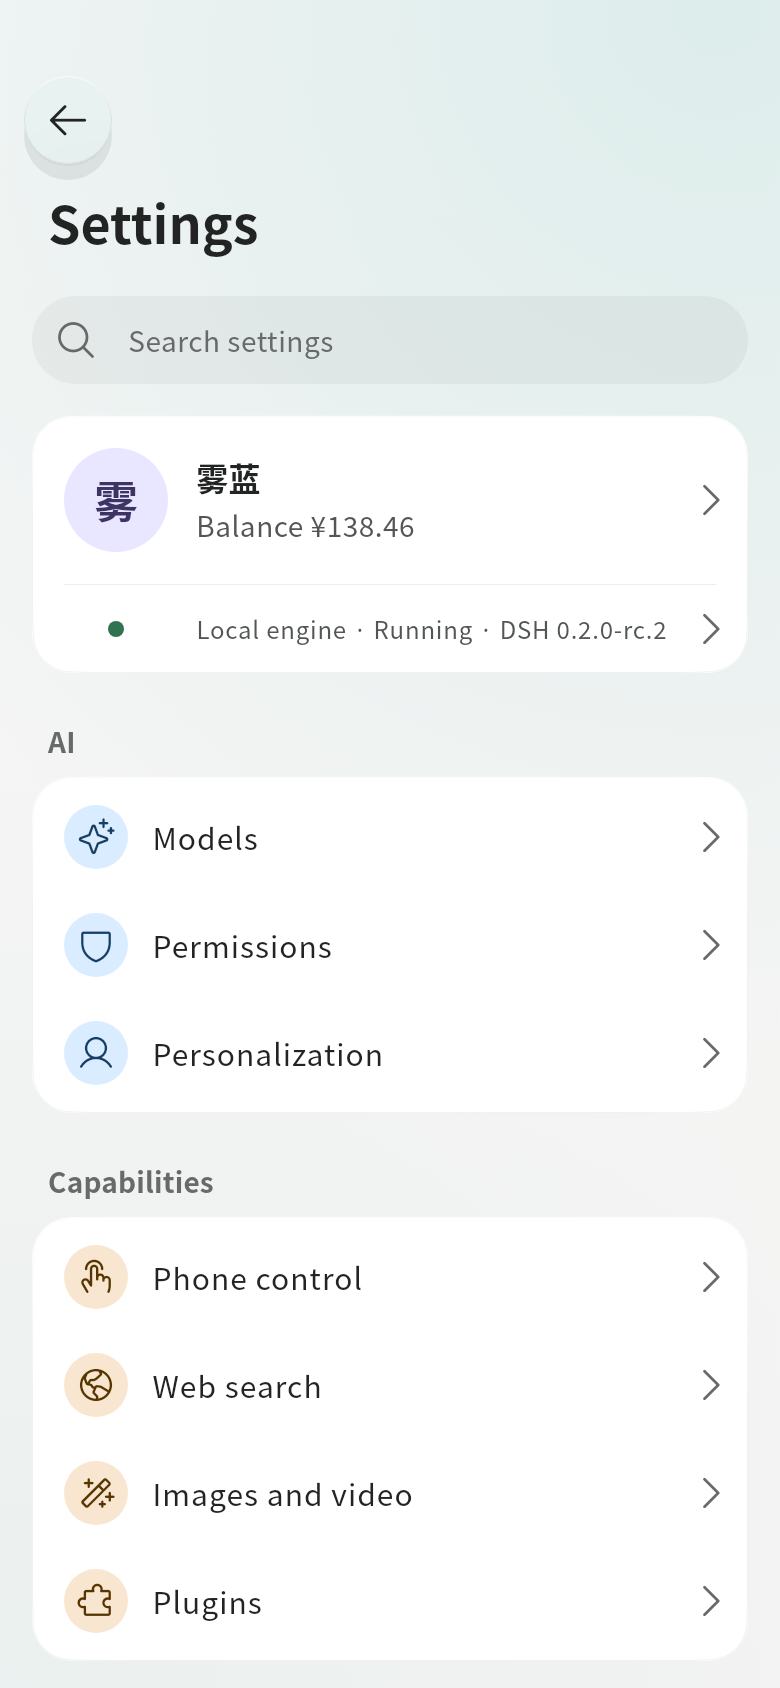 Settings
Search settings
雾
雾蓝
Balance ¥138.46
Local engine · Running · DSH 0.2.0-rc.2
AI
Models
Permissions
Personalization
Capabilities
Phone control
Web search
Images and video
Plugins